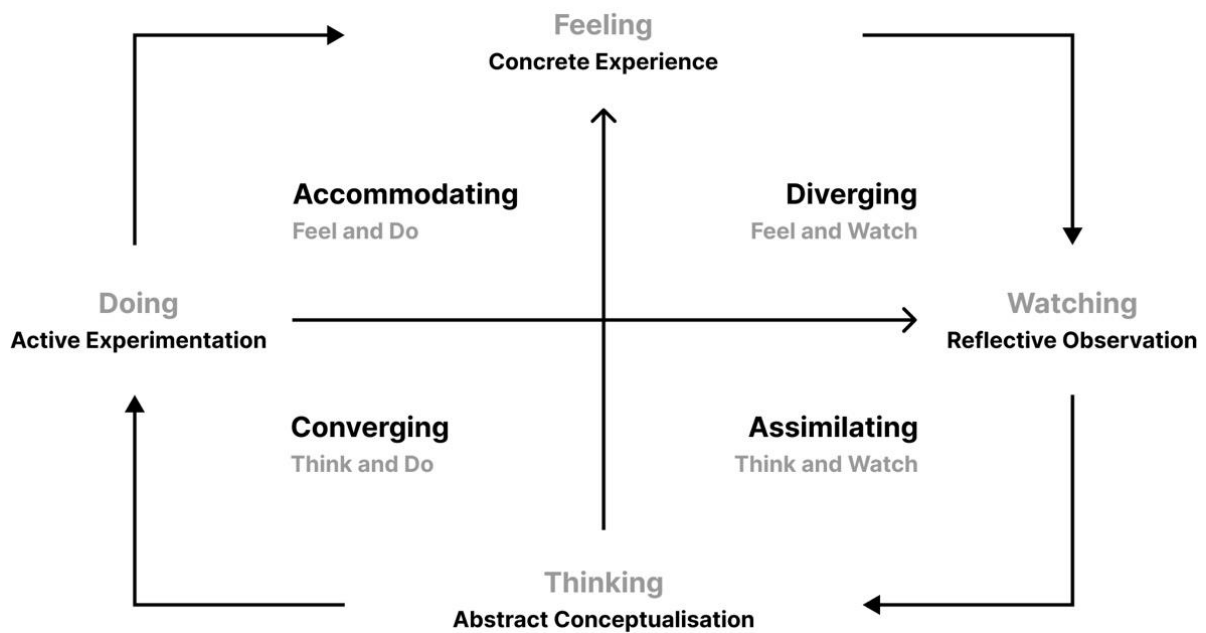 Feeling
Concrete Experience
Accommodating
Feel and Do
Diverging
Feel and Watch
Doing
Active Experimentation
Watching
Reflective Observation
Converging
Think and Do
Assimilating
Think and Watch
Thinking
Abstract Conceptualisation